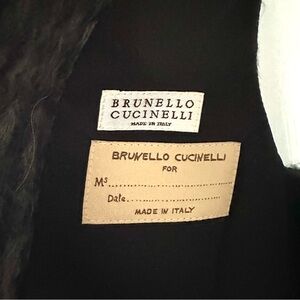 BRUNELLO
CUCINELLI
MADE IN ITALY
BRUNELLO CUCINELLI
FOR
Ms..............................
Date..............................
MADE IN ITALY